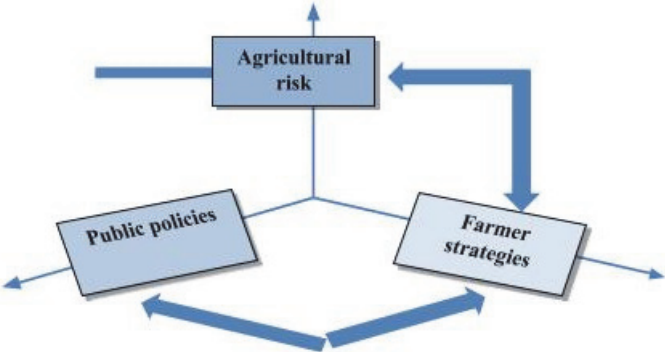 Agricultural
risk
Public policies
Farmer
strategies